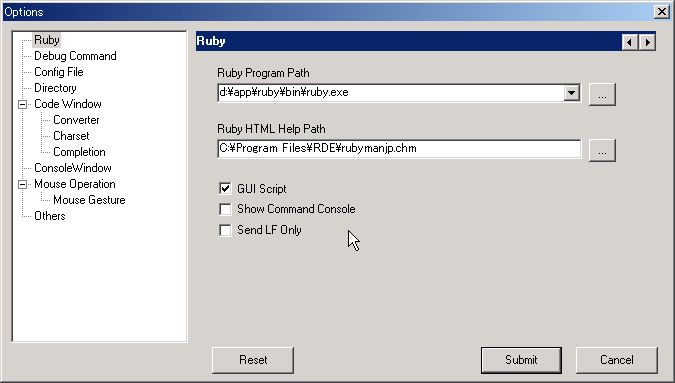 Options
Ruby
Debug Command
Config File
Directory
Code Window
Converter
Charset
Completion
ConsoleWindow
Mouse Operation
Mouse Gesture
Others
Ruby
Ruby Program Path
d:¥app¥ruby¥bin¥ruby.exe
...
Ruby HTML Help Path
C:¥Program Files¥RDE¥rubymanjp.chm
...
GUI Script
Show Command Console
Send LF Only
Reset
Submit
Cancel